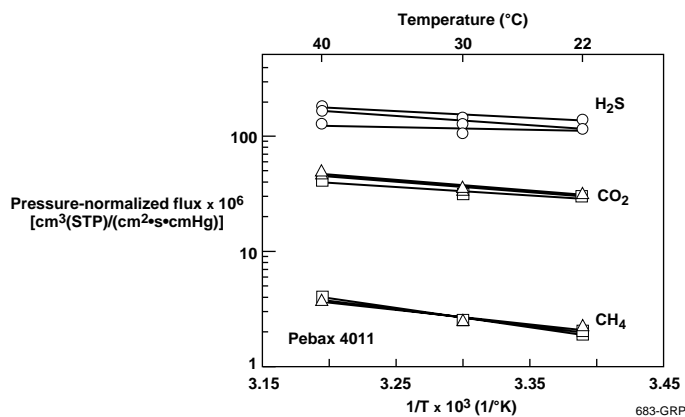 Temperature (°C)
40 30 22
H2S
100
CO2
Pressure-normalized flux x 10^6
[cm^3(STP)/(cm^2•s•cmHg)]
10
CH4
Pebax 4011
1
3.15 3.25 3.35 3.45
1/T x 10^3 (1/°K)
683-GRP